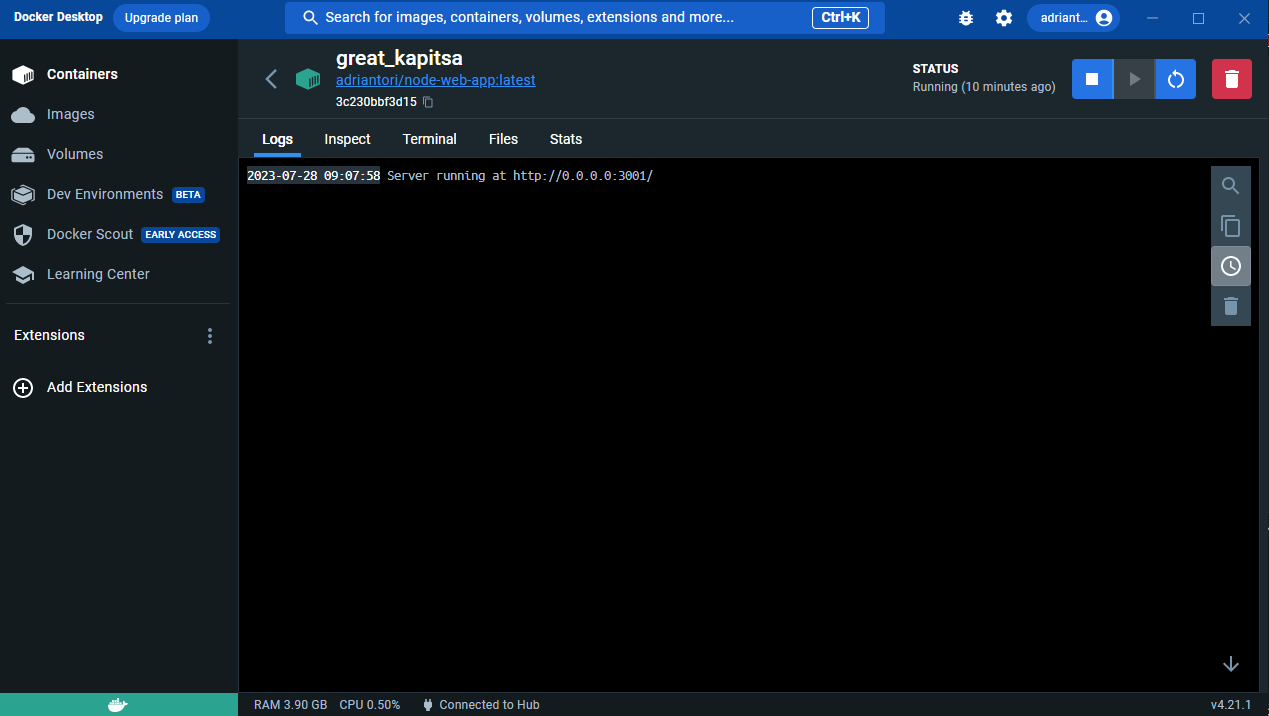 Docker Desktop Upgrade plan Search for images, containers, volumes, extensions and more... Ctrl+K adriant...
Containers
Images
Volumes
Dev Environments BETA
Docker Scout EARLY ACCESS
Learning Center
Extensions
Add Extensions
great_kapitsa
adriantori/node-web-app:latest
3c230bbf3d15
STATUS
Running (10 minutes ago)
Logs Inspect Terminal Files Stats
2023-07-28 09:07:58 Server running at http://0.0.0.0:3001/
RAM 3.90 GB CPU 0.50% Connected to Hub v4.21.1